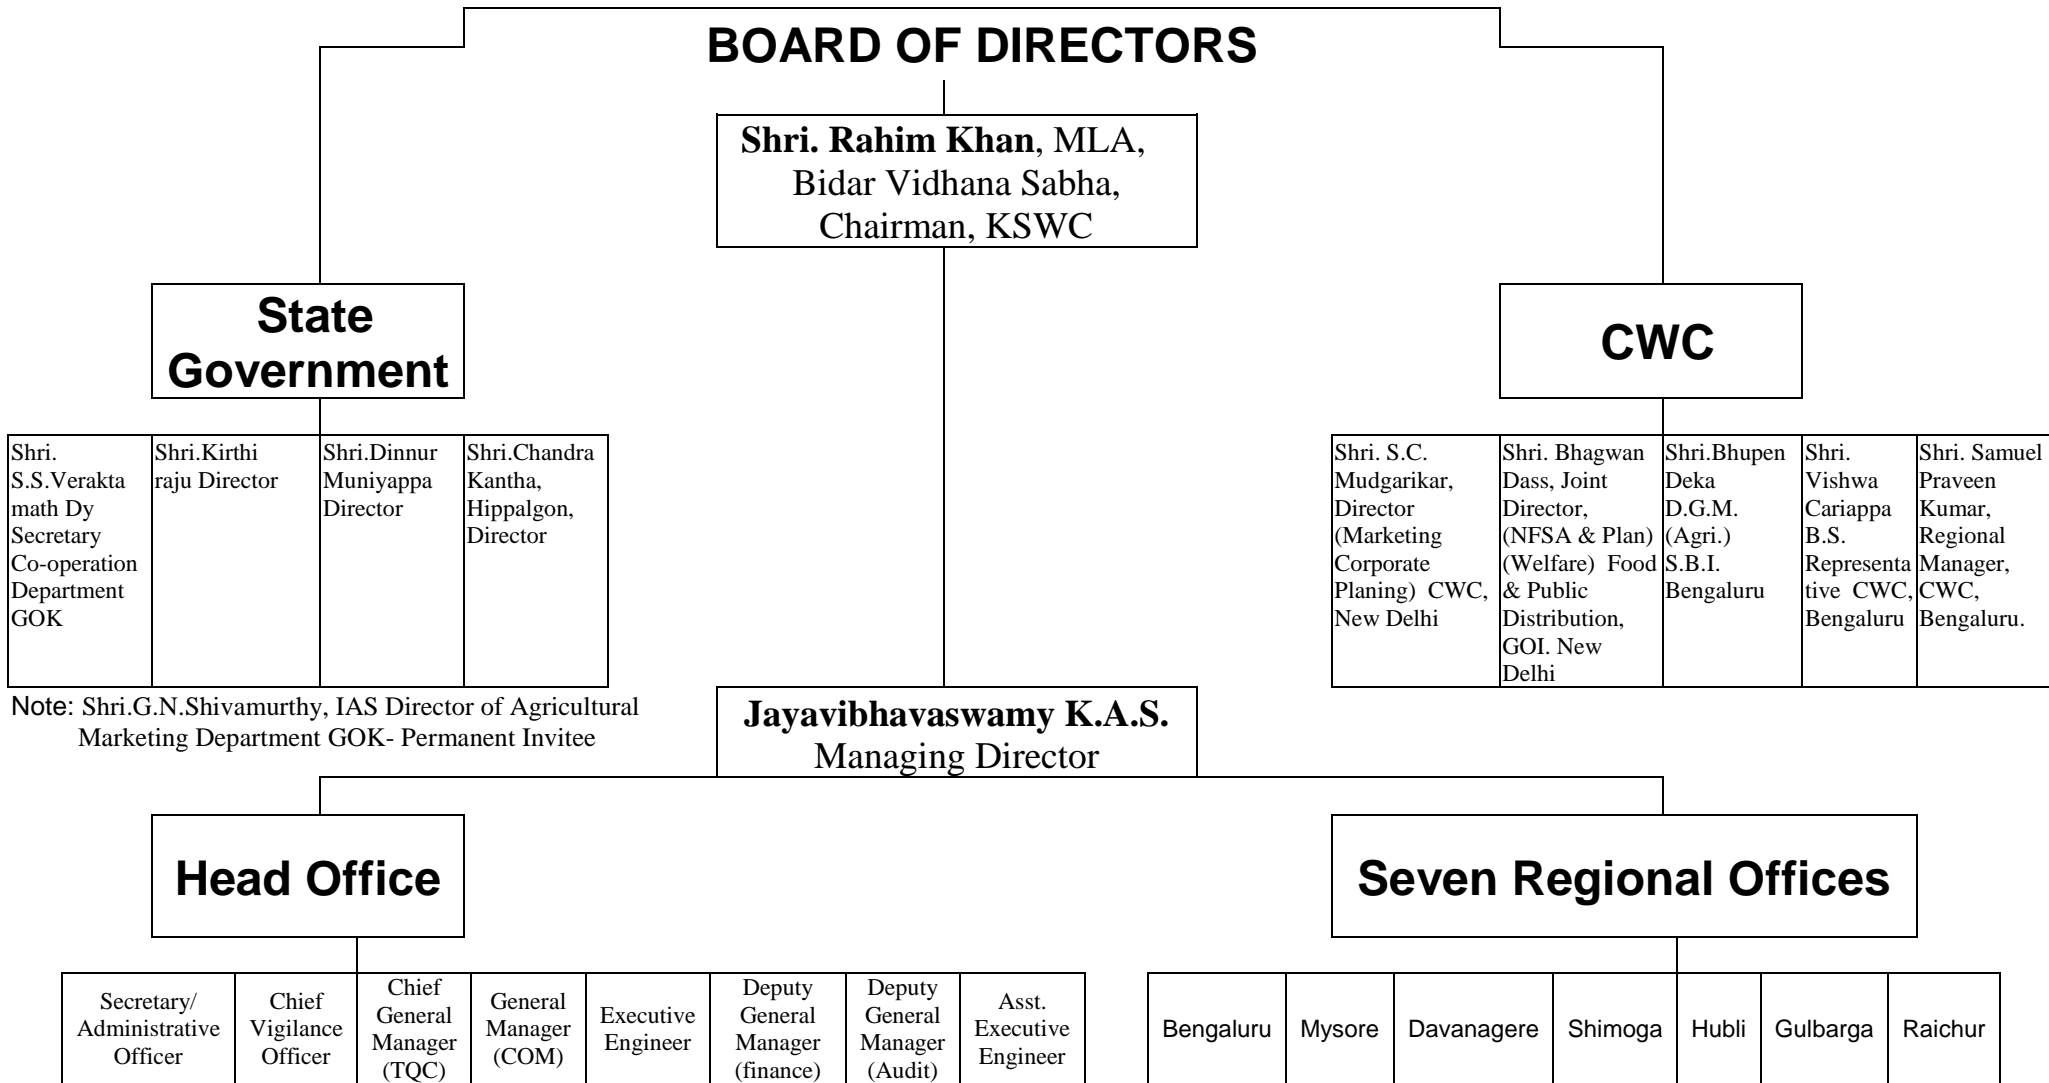 BOARD OF DIRECTORS
Shri. Rahim Khan, MLA,
Bidar Vidhana Sabha,
Chairman, KSWC
State
Government
CWC
Shri.
S.S.Verakta
math Dy
Secretary
Co-operation
Department
GOK
Shri.Kirthi
raju Director
Shri.Dinnur
Muniyappa
Director
Shri.Chandra
Kantha,
Hippalgon,
Director
Shri. S.C.
Mudgarikar,
Director
(Marketing
Corporate
Planing) CWC,
New Delhi
Shri. Bhagwan
Dass, Joint
Director,
(NFSA & Plan)
(Welfare) Food
& Public
Distribution,
GOI. New
Delhi
Shri.Bhupen
Deka
D.G.M.
(Agri.)
S.B.I.
Bengaluru
Shri.
Vishwa
Cariappa
B.S.
Representa
tive CWC,
Bengaluru
Shri. Samuel
Praveen
Kumar,
Regional
Manager,
CWC,
Bengaluru.
Note: Shri.G.N.Shivamurthy, IAS Director of Agricultural
Marketing Department GOK- Permanent Invitee
Jayavibhavaswamy K.A.S.
Managing Director
Head Office
Seven Regional Offices
Secretary/
Administrative
Officer
Chief
Vigilance
Officer
Chief
General
Manager
(TQC)
General
Manager
(COM)
Executive
Engineer
Deputy
General
Manager
(finance)
Deputy
General
Manager
(Audit)
Asst.
Executive
Engineer
Bengaluru
Mysore
Davanagere
Shimoga
Hubli
Gulbarga
Raichur